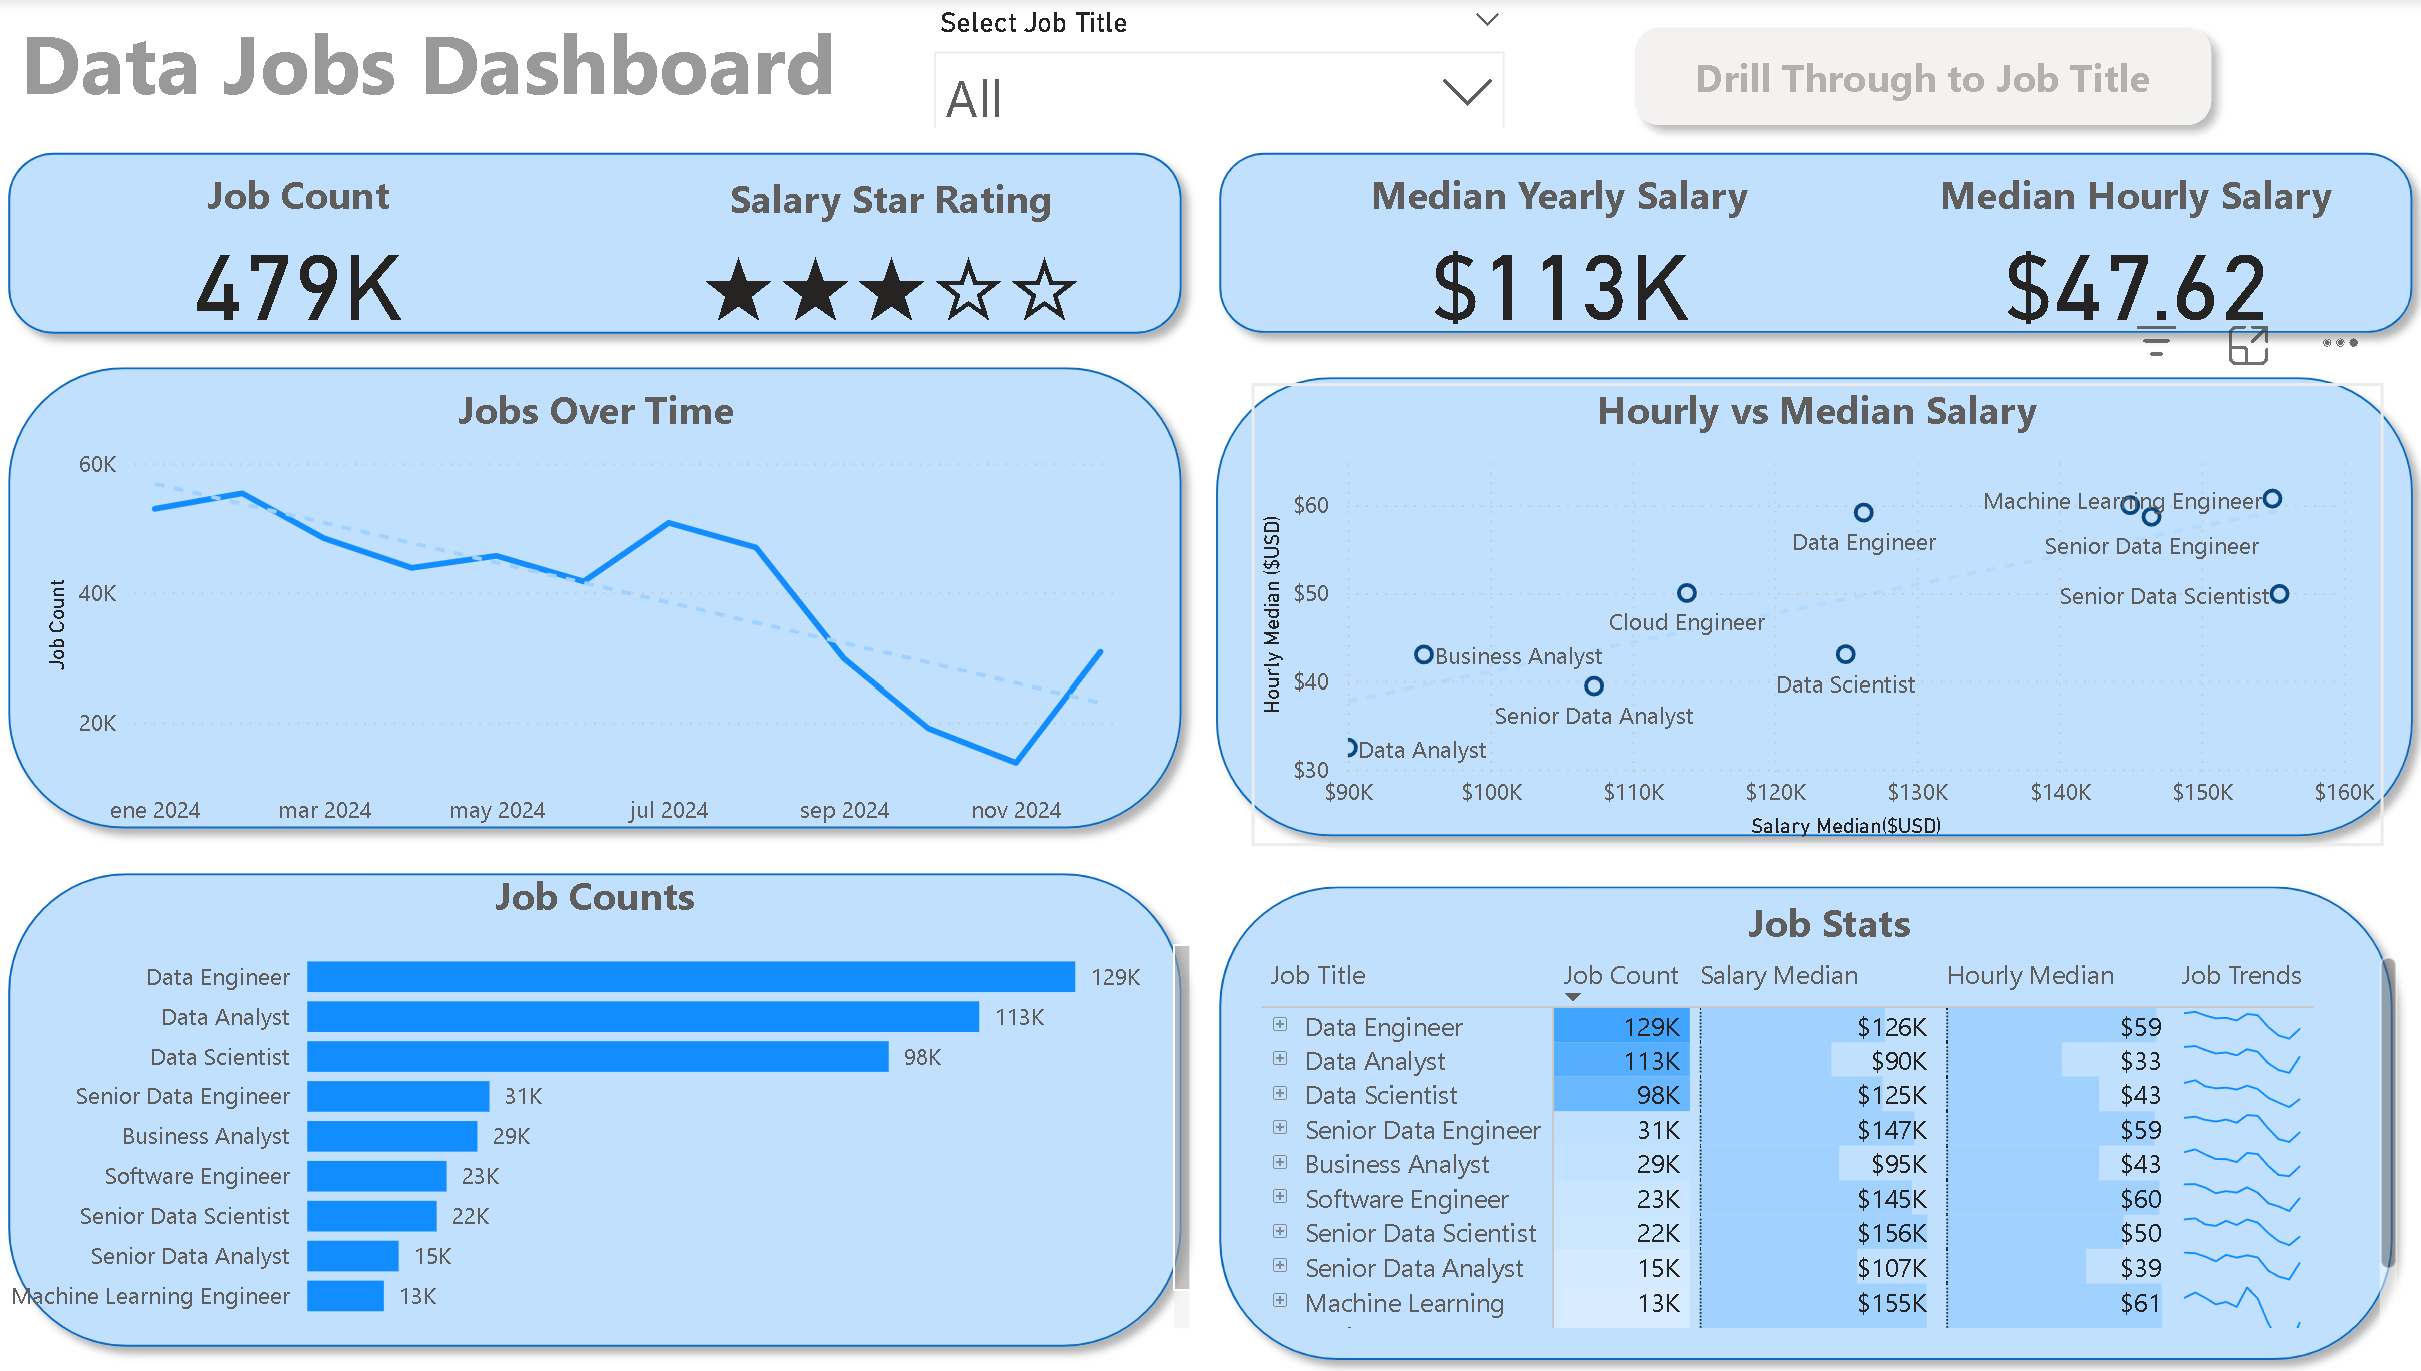 Data Jobs Dashboard
Select Job Title
All
Drill Through to Job Title
Job Count
479K
Salary Star Rating
★★★☆☆
Median Yearly Salary
$113K
Median Hourly Salary
$47.62
Jobs Over Time
Job Count
60K
40K
20K
ene 2024
mar 2024
may 2024
jul 2024
sep 2024
nov 2024
Hourly vs Median Salary
Hourly Median ($USD)
$60
$50
$40
$30
Machine Learning Engineer
Data Engineer
Senior Data Engineer
Senior Data Scientist
Cloud Engineer
Business Analyst
Data Scientist
Senior Data Analyst
Data Analyst
$90K
$100K
$110K
$120K
$130K
$140K
$150K
$160K
Salary Median($USD)
Job Counts
Data Engineer 129K
Data Analyst 113K
Data Scientist 98K
Senior Data Engineer 31K
Business Analyst 29K
Software Engineer 23K
Senior Data Scientist 22K
Senior Data Analyst 15K
Machine Learning Engineer 13K
Job Stats
Job Title Job Count Salary Median Hourly Median Job Trends
Data Engineer 129K $126K $59
Data Analyst 113K $90K $33
Data Scientist 98K $125K $43
Senior Data Engineer 31K $147K $59
Business Analyst 29K $95K $43
Software Engineer 23K $145K $60
Senior Data Scientist 22K $156K $50
Senior Data Analyst 15K $107K $39
Machine Learning 13K $155K $61